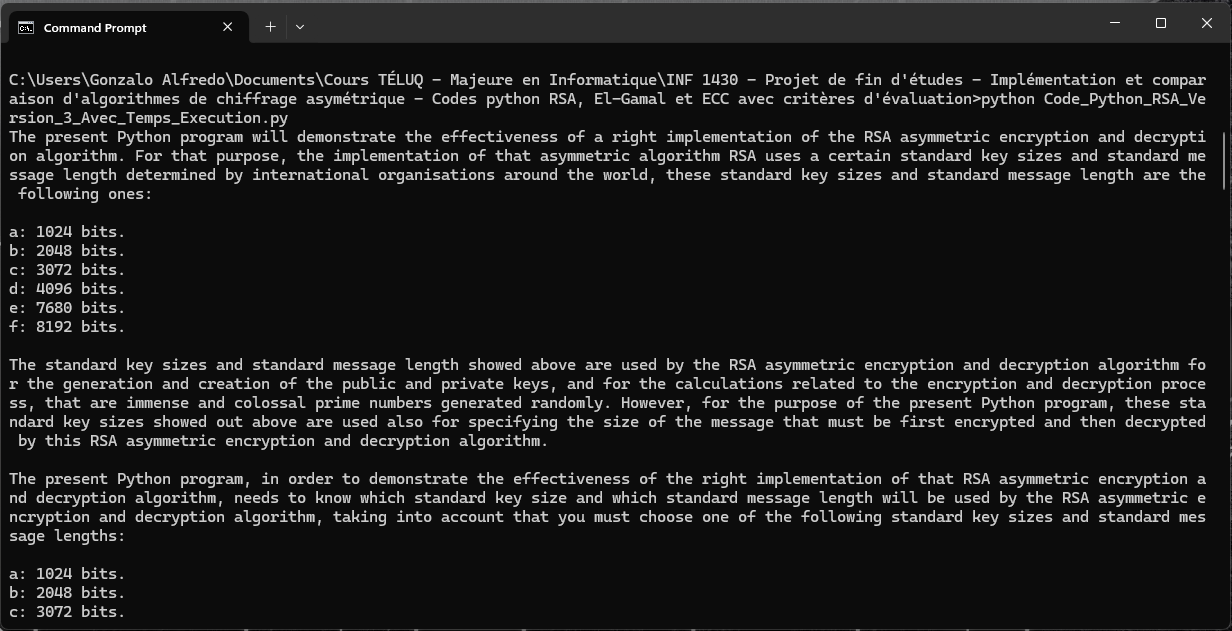 Command Prompt
C:\Users\Gonzalo Alfredo\Documents\Cours TÉLUQ - Majeure en Informatique\INF 1430 - Projet de fin d'études - Implémentation et compar
aison d'algorithmes de chiffrage asymétrique - Codes python RSA, El-Gamal et ECC avec critères d'évaluation>python Code_Python_RSA_Ve
rsion_3_Avec_Temps_Execution.py
The present Python program will demonstrate the effectiveness of a right implementation of the RSA asymmetric encryption and decrypti
on algorithm. For that purpose, the implementation of that asymmetric algorithm RSA uses a certain standard key sizes and standard me
ssage length determined by international organisations around the world, these standard key sizes and standard message length are the
 following ones:
a: 1024 bits.
b: 2048 bits.
c: 3072 bits.
d: 4096 bits.
e: 7680 bits.
f: 8192 bits.
The standard key sizes and standard message length showed above are used by the RSA asymmetric encryption and decryption algorithm fo
r the generation and creation of the public and private keys, and for the calculations related to the encryption and decryption proce
ss, that are immense and colossal prime numbers generated randomly. However, for the purpose of the present Python program, these sta
ndard key sizes showed out above are used also for specifying the size of the message that must be first encrypted and then decrypted
 by this RSA asymmetric encryption and decryption algorithm.
The present Python program, in order to demonstrate the effectiveness of the right implementation of that RSA asymmetric encryption a
nd decryption algorithm, needs to know which standard key size and which standard message length will be used by the RSA asymmetric e
ncryption and decryption algorithm, taking into account that you must choose one of the following standard key sizes and standard mes
sage lengths:
a: 1024 bits.
b: 2048 bits.
c: 3072 bits.